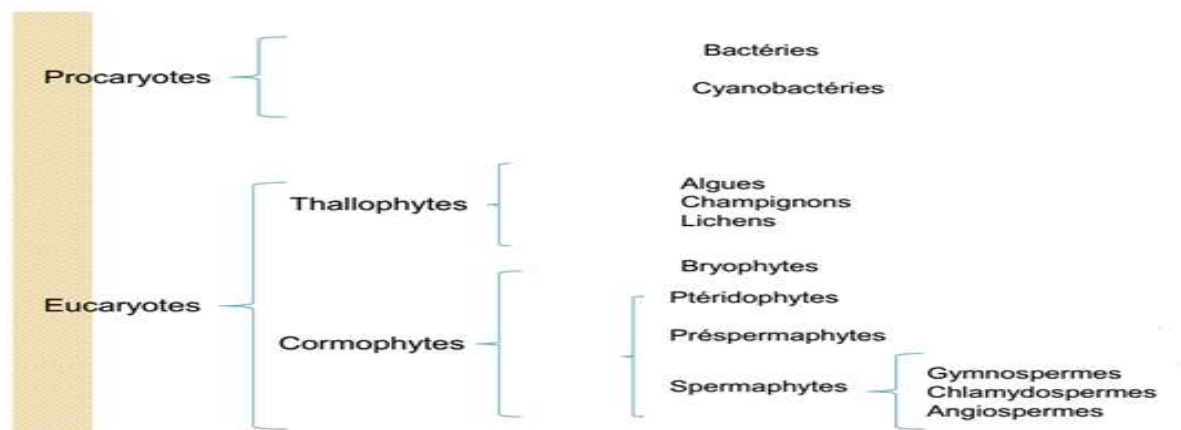 Bactéries
Procaryotes
Cyanobactéries
Algues
Thallophytes
Champignons
Lichens
Bryophytes
Eucaryotes
Ptéridophytes
Cormophytes
Préspermaphytes
Spermaphytes
Gymnospermes
Chlamydospermes
Angiospermes